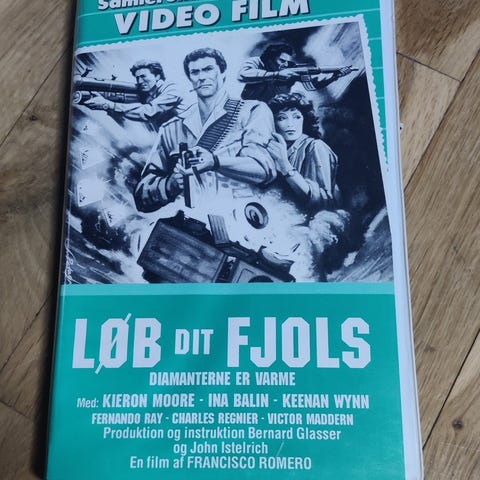 VIDEO FILM
LØB DIT FJOLS
DIAMANTERNE ER VARME
Med: KIERON MOORE - INA BALIN - KEENAN WYNN
FERNANDO RAY - CHARLES REGNIER - VICTOR MADDERN
Produktion og instruktion Bernard Glasser
og John Istelrich
En film af FRANCISCO ROMERO